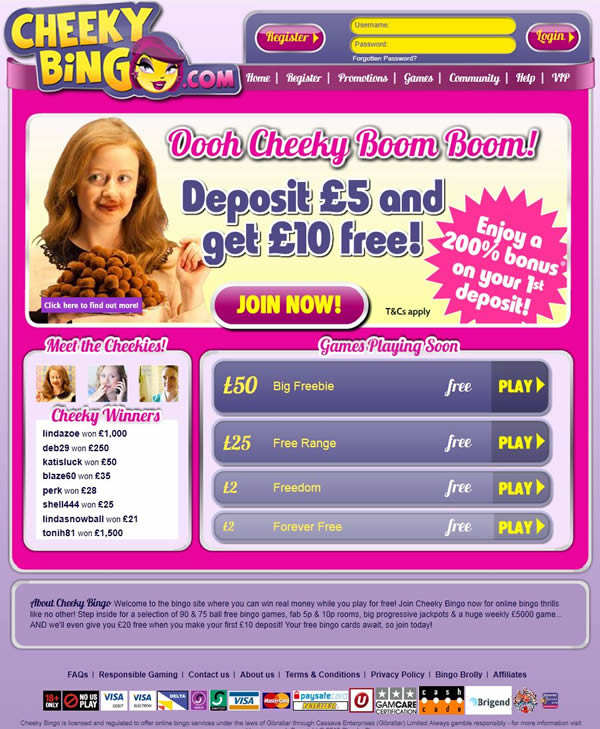 CHEEKY
BiNGO.COM
Register
Username:
Password:
Forgotten Password?
Login
Home | Register | Promotions | Games | Community | Help | VIP
Oooh Cheeky Boom Boom!
Deposit £5 and
get £10 free!
Enjoy a
200% bonus
on your 1st
deposit!
Click here to find out more!
JOIN NOW!
T&Cs apply
Meet the Cheekies!
Cheeky Winners
lindazoe won £1,000
deb29 won £250
katisluck won £50
blaze60 won £35
perk won £28
shell444 won £25
lindasnowball won £21
tonih81 won £1,500
Games Playing Soon
£50 Big Freebie free PLAY
£25 Free Range free PLAY
£2 Freedom free PLAY
£2 Forever Free free PLAY
About Cheeky Bingo Welcome to the bingo site where you can win real money while you play for free! Join Cheeky Bingo now for online bingo thrills
like no other! Step inside for a selection of 90 & 75 ball free bingo games, fab 5p & 10p rooms, big progressive jackpots & a huge weekly £5000 game...
AND we'll even give you £20 free when you make your first £10 deposit! Your free bingo cards await, so join today!
FAQs | Responsible Gaming | Contact us | About us | Terms & Conditions | Privacy Policy | Bingo Brolly | Affiliates
18+ ONLY NO US PLAY VISA VISA DELTA VISA MasterCard paysafecard NETELLER GAMCARE CERTIFICATION cash cade Brigend
Cheeky Bingo is licensed and regulated to offer online bingo services under the laws of Gibraltar through Cassava Enterprises (Gibraltar) Limited Always gamble responsibly - for more information visit